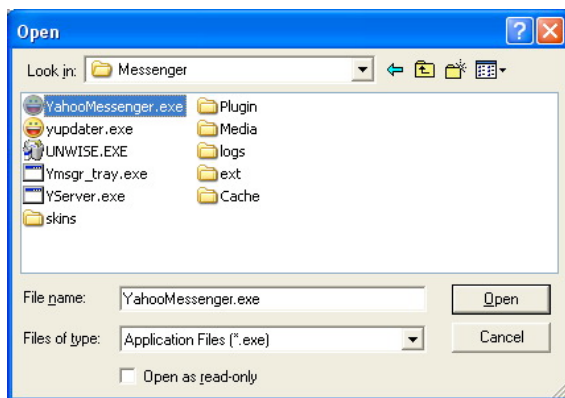 Open
Look in: Messenger
YahooMessenger.exe Plugin
yupdater.exe Media
UNWISE.EXE logs
Ymsgr_tray.exe ext
YServer.exe Cache
skins
File name: YahooMessenger.exe Open
Files of type: Application Files (*.exe) Cancel
Open as read-only